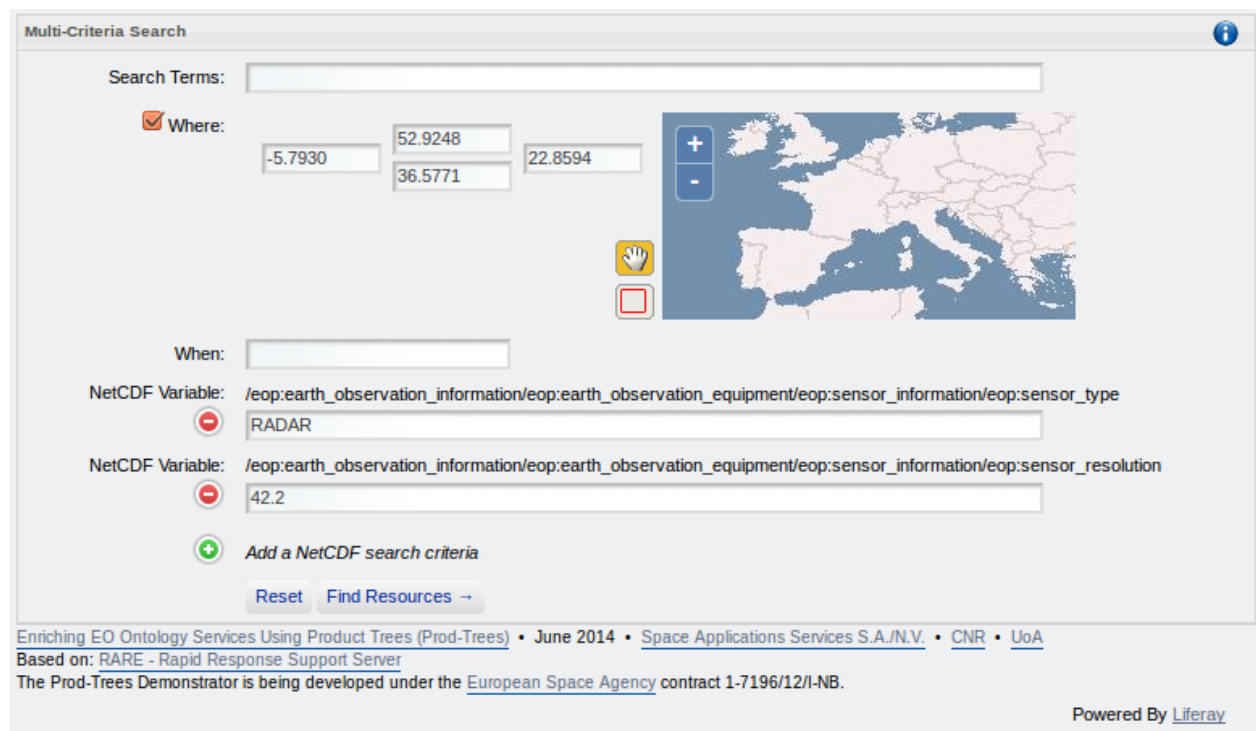 Multi-Criteria Search
Search Terms:
Where:
52.9248
-5.7930
22.8594
36.5771
+
-
When:
NetCDF Variable: /eop:earth_observation_information/eop:earth_observation_equipment/eop:sensor_information/eop:sensor_type
RADAR
NetCDF Variable: /eop:earth_observation_information/eop:earth_observation_equipment/eop:sensor_information/eop:sensor_resolution
42.2
Add a NetCDF search criteria
Reset Find Resources →
Enriching EO Ontology Services Using Product Trees (Prod-Trees) • June 2014 • Space Applications Services S.A./N.V. • CNR • UoA
Based on: RARE - Rapid Response Support Server
The Prod-Trees Demonstrator is being developed under the European Space Agency contract 1-7196/12/I-NB.
Powered By Liferay